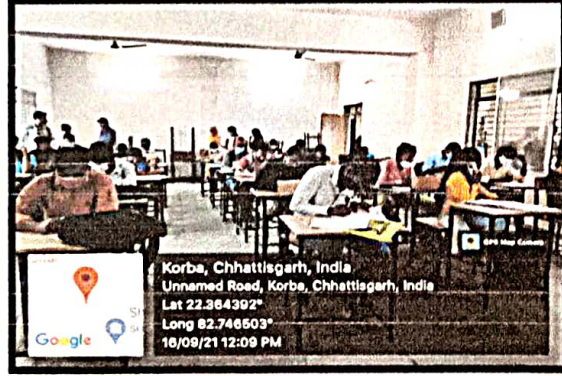 GPS Map Camera
Korba, Chhattisgarh, India
Unnamed Road, Korba, Chhattisgarh, India
Lat 22.364392°
Long 82.746503°
16/09/21 12:09 PM
Google